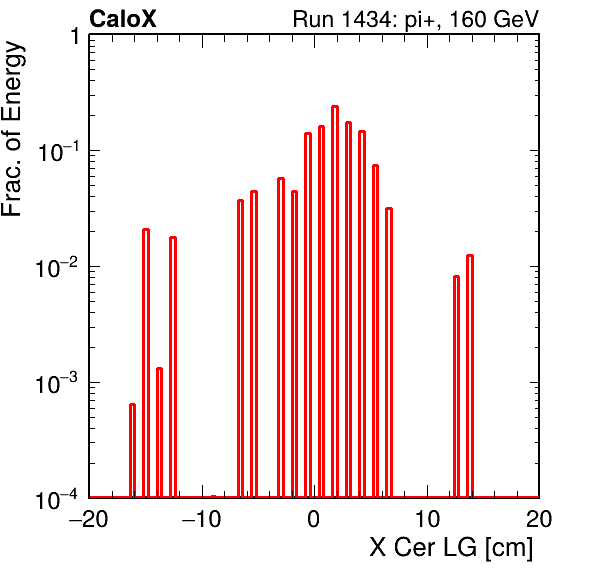 CaloX Run 1434: pi+, 160 GeV
Frac. of Energy
1
10⁻¹
10⁻²
10⁻³
10⁻⁴
−20 −10 0 10 20
X Cer LG [cm]